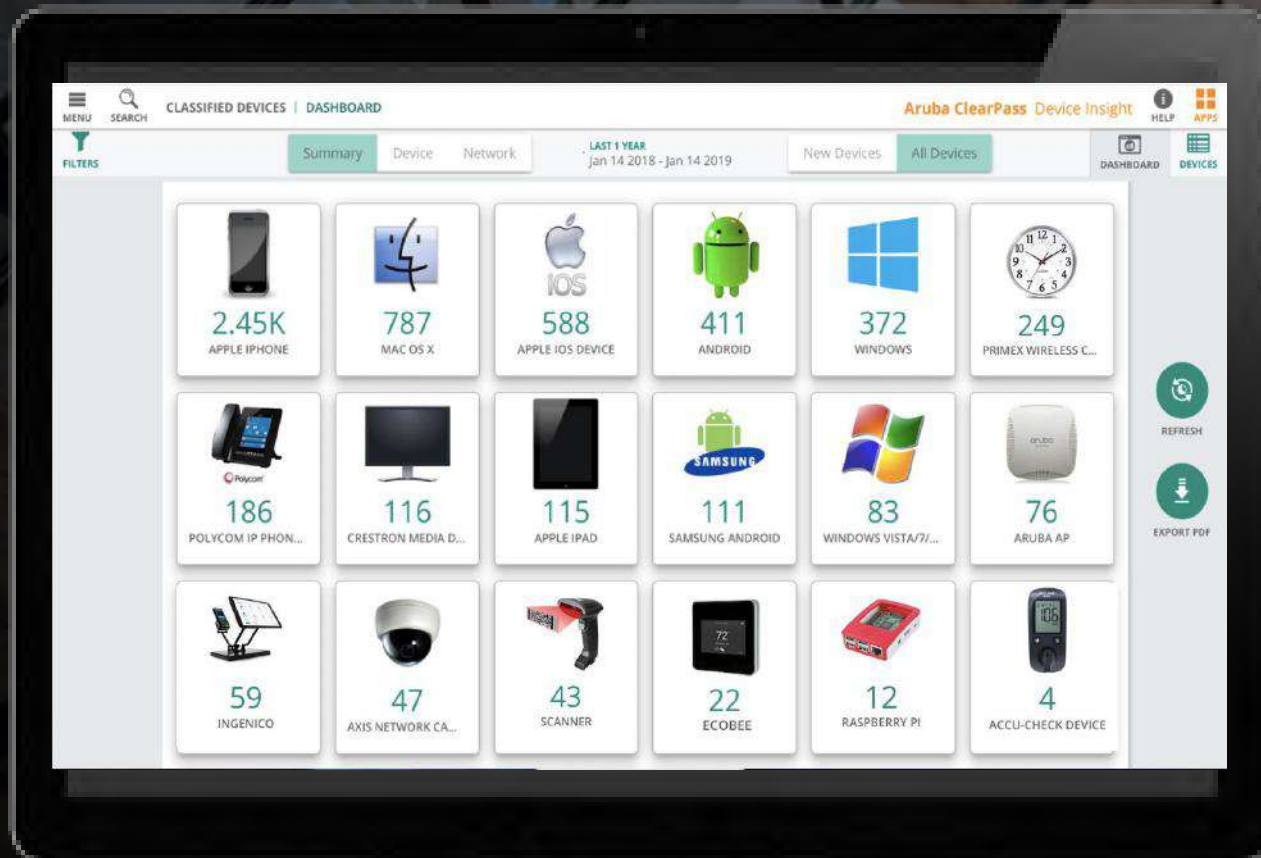 MENU
SEARCH
CLASSIFIED DEVICES | DASHBOARD
Aruba ClearPass Device Insight
HELP
APPS
FILTERS
Summary
Device
Network
LAST 1 YEAR
Jan 14 2018 - Jan 14 2019
New Devices
All Devices
DASHBOARD
DEVICES
iOS
12
2.45K
APPLE IPHONE
787
MAC OS X
588
APPLE IOS DEVICE
411
ANDROID
372
WINDOWS
249
PRIMEX WIRELESS C...
REFRESH
Polycom
SAMSUNG
aruba
186
POLYCOM IP PHON...
116
CRESTRON MEDIA D...
115
APPLE IPAD
111
SAMSUNG ANDROID
83
WINDOWS VISTA/7/...
76
ARUBA AP
EXPORT PDF
72
106
59
INGENICO
47
AXIS NETWORK CA...
43
SCANNER
22
ECOBEE
12
RASPBERRY PI
4
ACCU-CHECK DEVICE